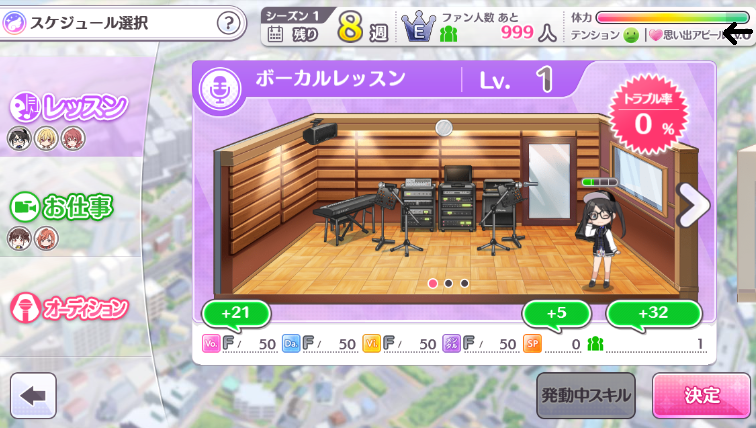 スケジュール選択
?
シーズン 1
残り
8 週
E
ファン人数 あと
999 人
体力
テンション
思い出アピール
レッスン
お仕事
オーディション
ボーカルレッスン
Lv. 1
トラブル率
0 %
+21
+5
+32
Vo. F / 50
Da. F / 50
Vi. F / 50
F / 50
SP 0
1
発動中スキル
決定